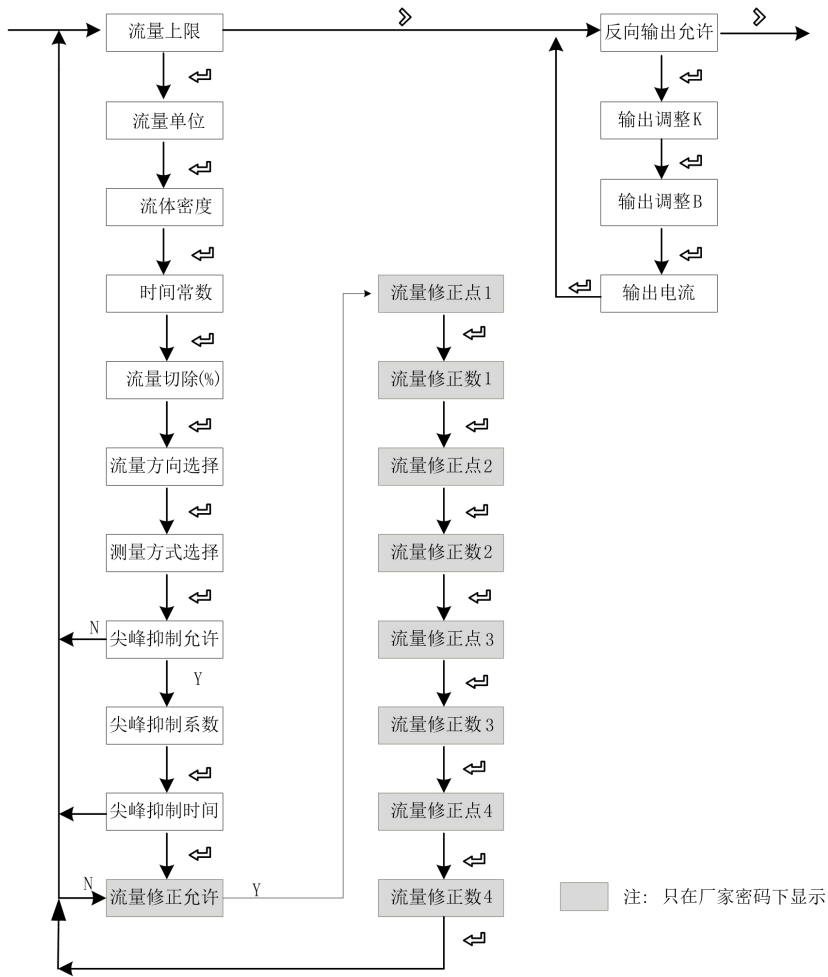 流量上限
流量单位
流体密度
时间常数
流量切除(%)
流量方向选择
测量方式选择
尖峰抑制允许
N
Y
尖峰抑制系数
尖峰抑制时间
流量修正允许
N
Y
流量修正点1
流量修正数1
流量修正点2
流量修正数2
流量修正点3
流量修正数3
流量修正点4
流量修正数4
反向输出允许
输出调整K
输出调整B
输出电流
注: 只在厂家密码下显示